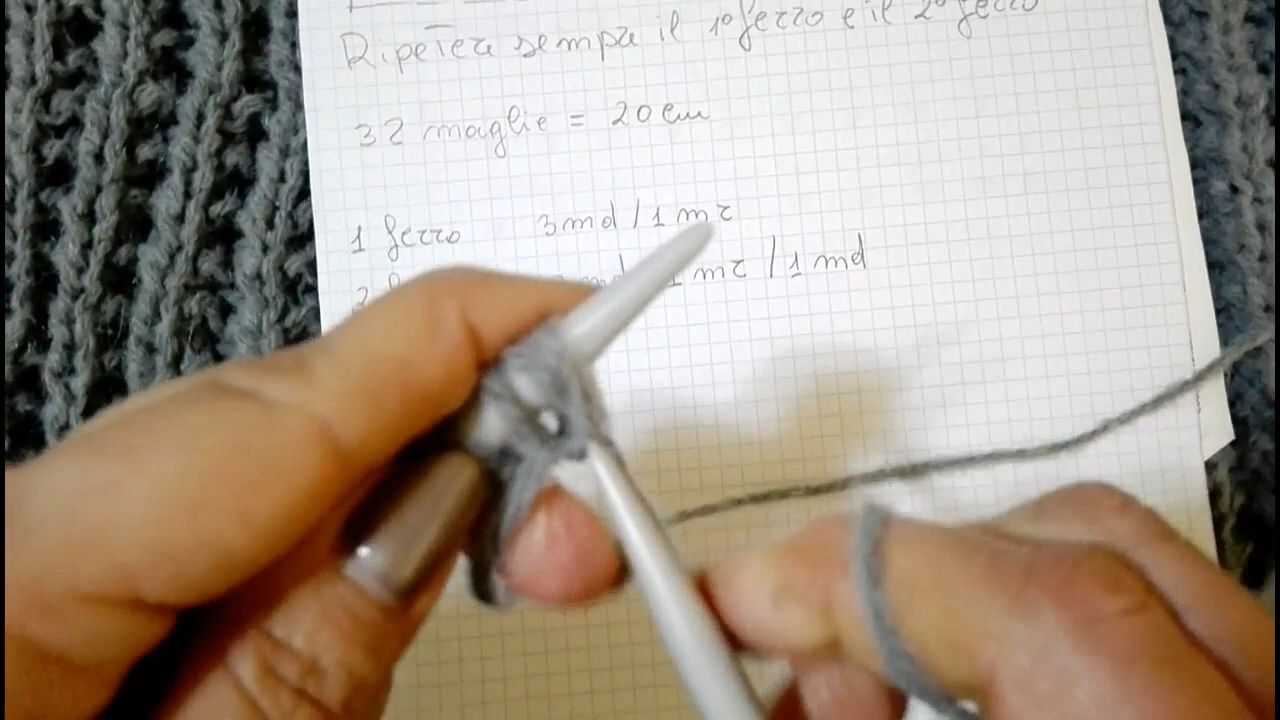 Ripetere sempre il 1° ferro e il 2° ferro
32 maglie = 20 cm
1 ferro 3 md / 1 mr
2 1 mr / 1 md